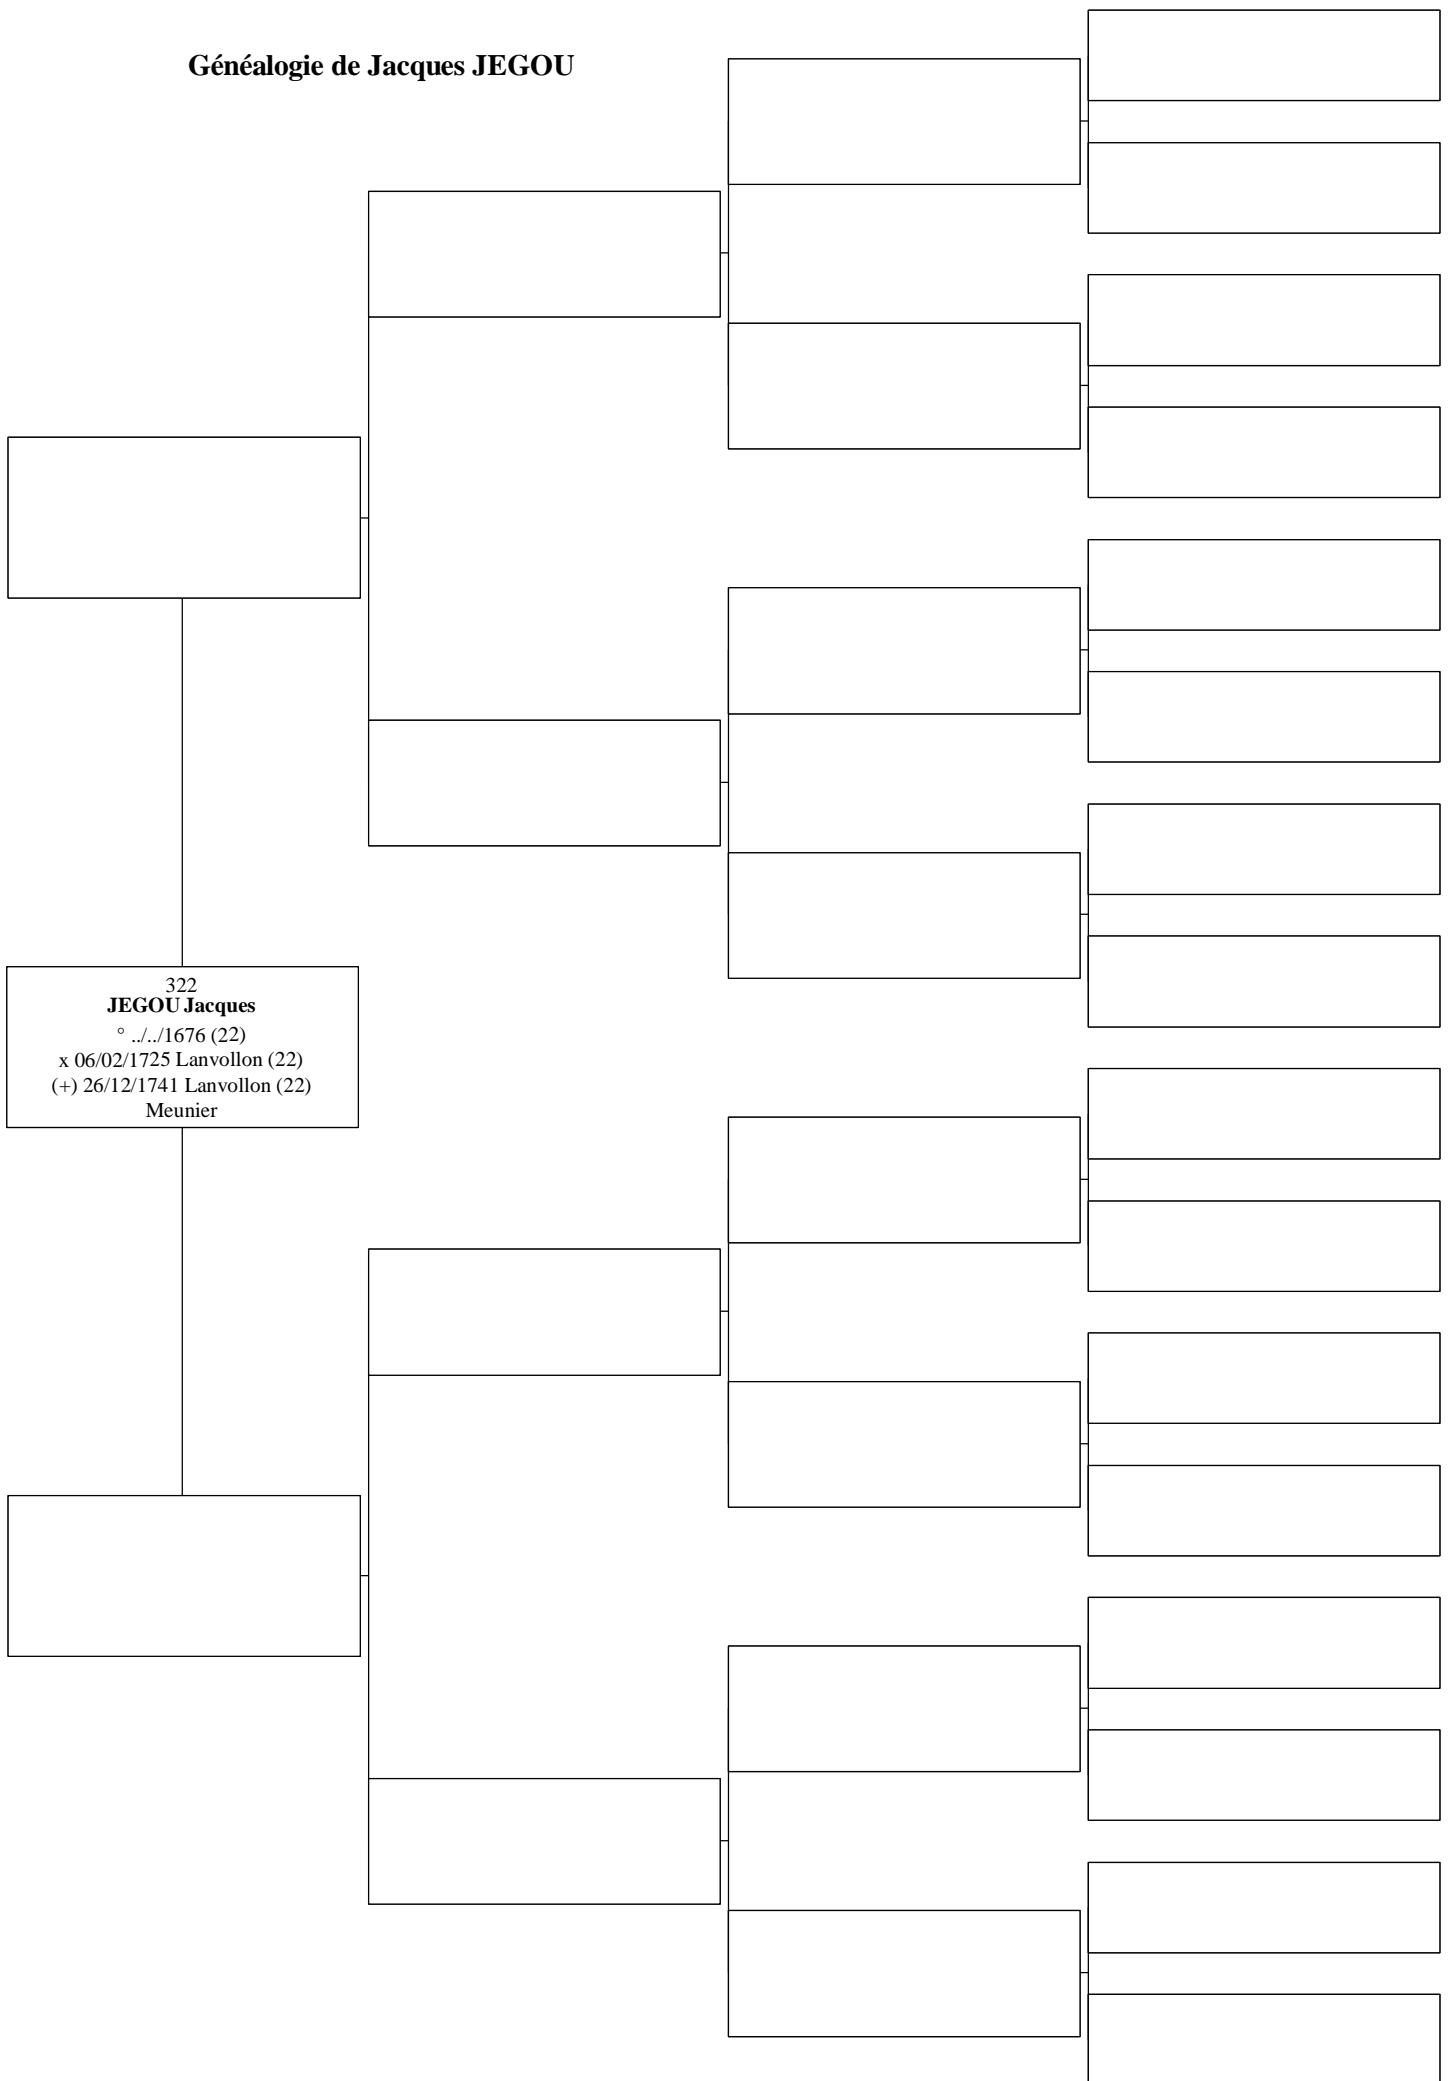 Généalogie de Jacques JEGOU
322
JEGOU Jacques
° ../../1676 (22)
x 06/02/1725 Lanvollon (22)
(+) 26/12/1741 Lanvollon (22)
Meunier